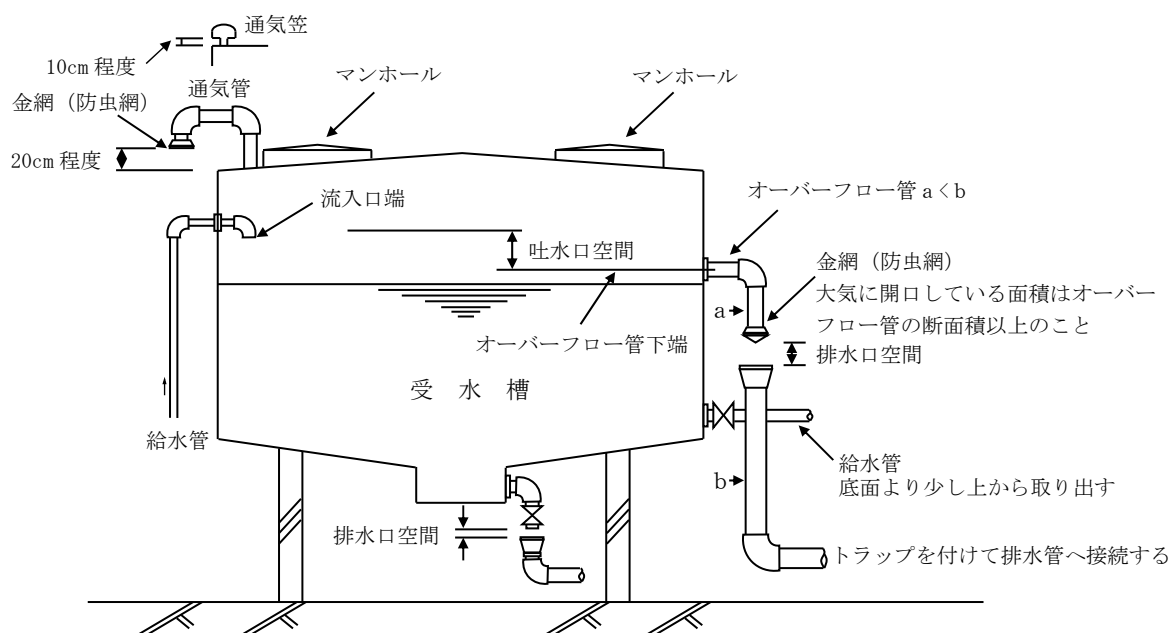 通気笠
10cm 程度
通気管
マンホール
マンホール
金網（防虫網）
20cm 程度
流入口端
オーバーフロー管 a＜b
吐水口空間
金網（防虫網）
大気に開口している面積はオーバー
フロー管の断面積以上のこと
a
オーバーフロー管下端
排水口空間
受 水 槽
給水管
給水管
底面より少し上から取り出す
b
排水口空間
トラップを付けて排水管へ接続する